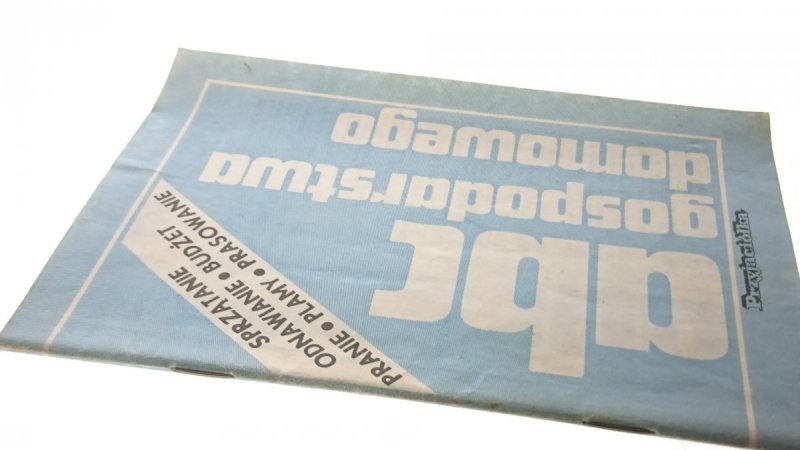 Przyjaciółka
abc
gospodarstwa
domowego
SPRZĄTANIE
ODNAWIANIE • BUDŻET
PRANIE • PLAMY • PRASOWANIE